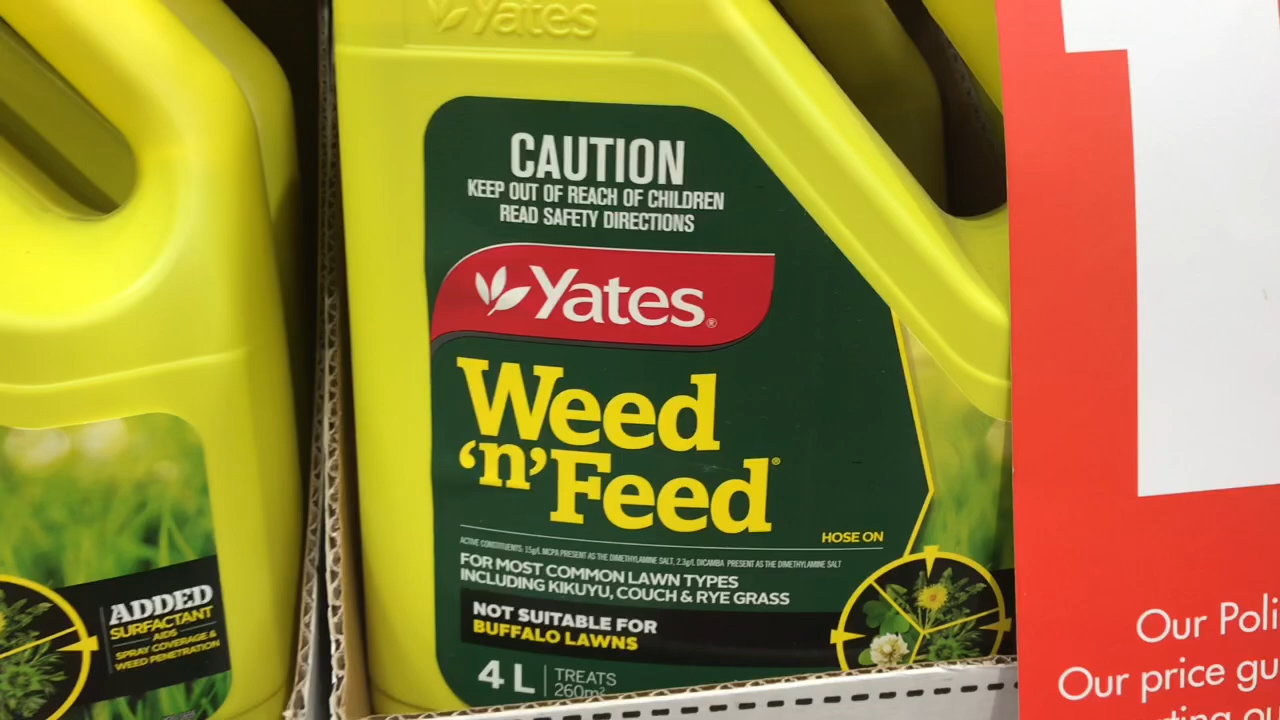 Yates
CAUTION
KEEP OUT OF REACH OF CHILDREN
READ SAFETY DIRECTIONS
Yates®
Weed
‘n’Feed®
HOSE ON
ACTIVE CONSTITUENTS: 15g/L MCPA PRESENT AS THE DIMETHYLAMINE SALT, 2.3g/L DICAMBA PRESENT AS THE DIMETHYLAMINE SALT
FOR MOST COMMON LAWN TYPES
INCLUDING KIKUYU, COUCH & RYE GRASS
NOT SUITABLE FOR
BUFFALO LAWNS
4 L
TREATS
260m²
ADDED
SURFACTANT
AIDS
SPRAY COVERAGE &
WEED PENETRATION
Our Poli
Our price gu